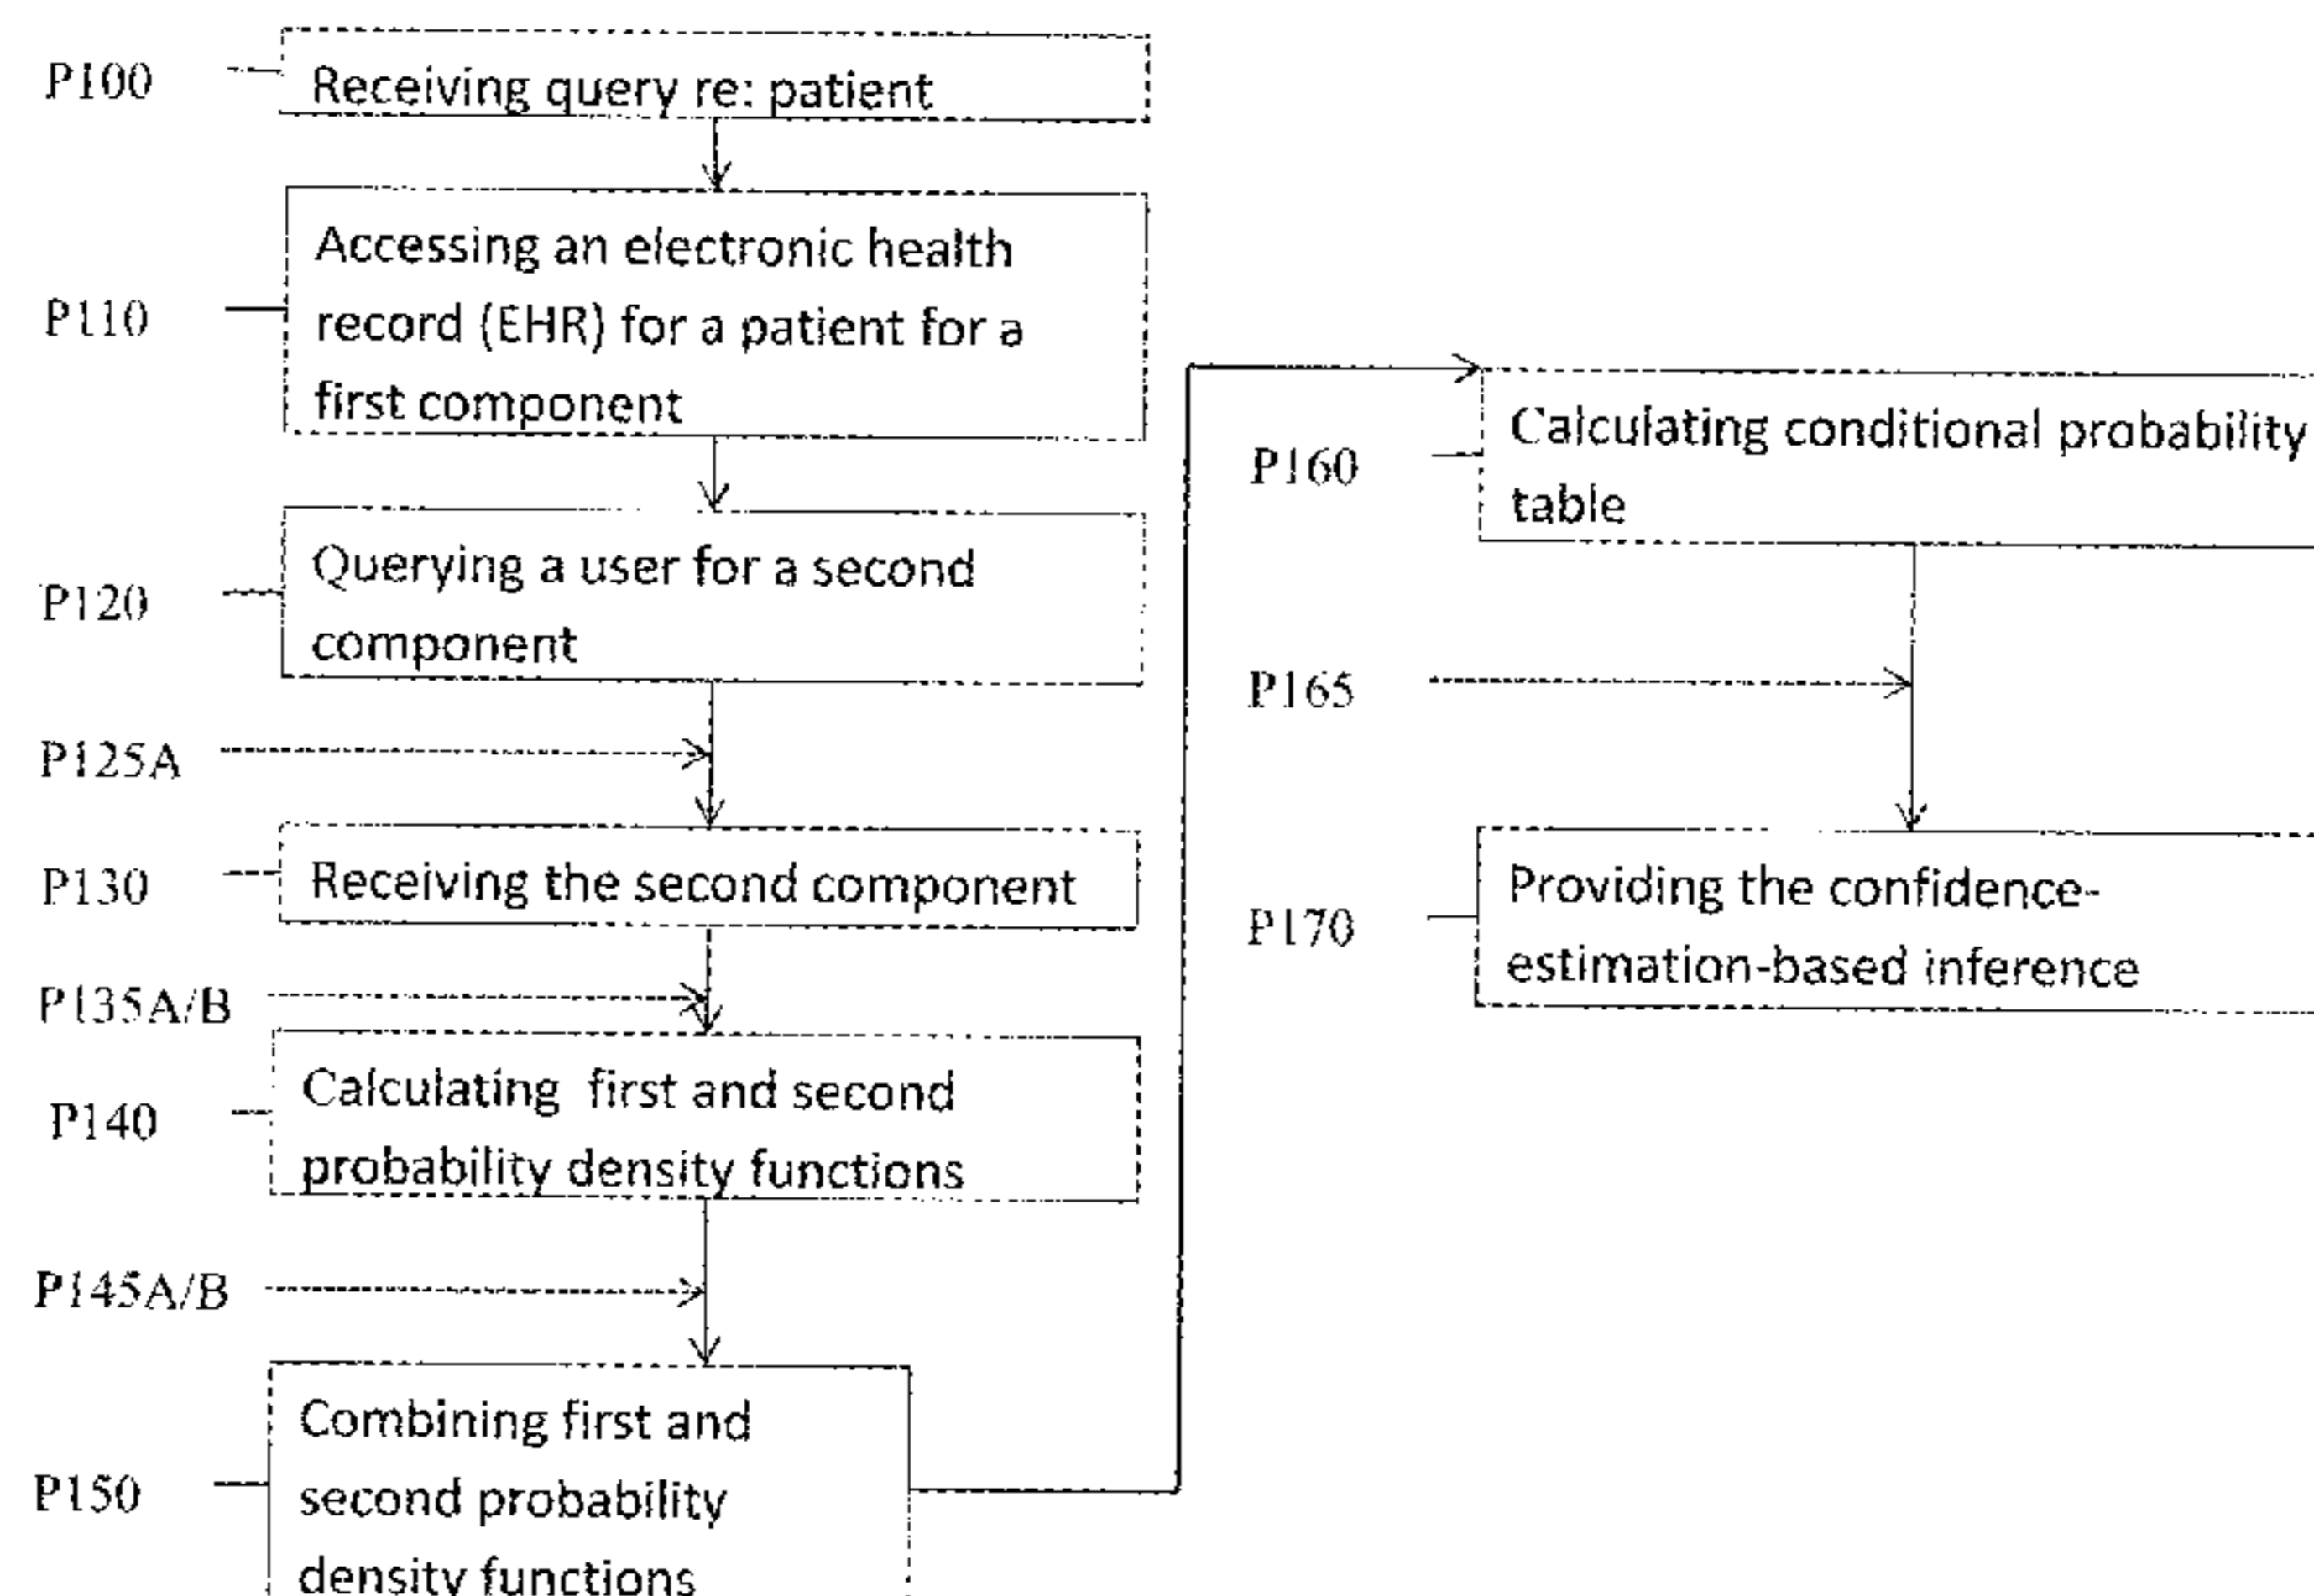 P100
Receiving query re: patient
P110
Accessing an electronic health
record (EHR) for a patient for a
first component
P120
Querying a user for a second
component
P125A
P130
Receiving the second component
P135A/B
P140
Calculating first and second
probability density functions
P145A/B
P150
Combining first and
second probability
density functions
P160
Calculating conditional probability
table
P165
P170
Providing the confidence-
estimation-based inference